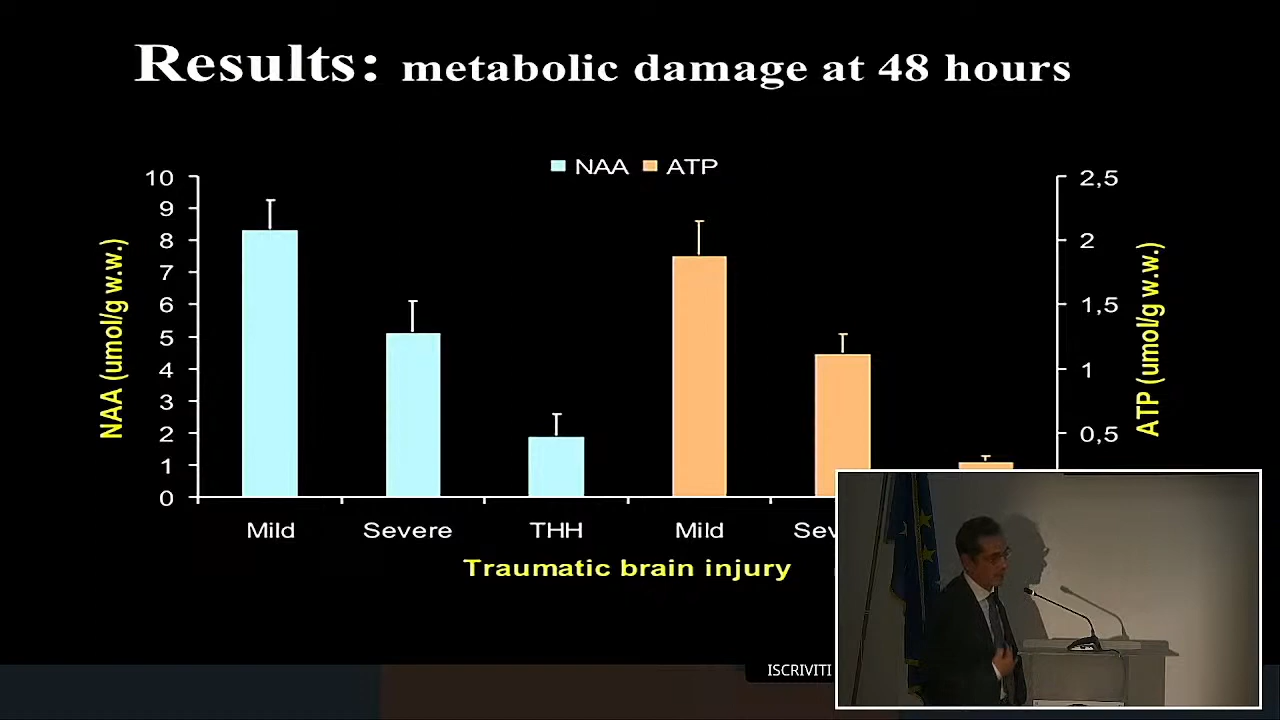 Results: metabolic damage at 48 hours
NAA ATP
10
9
8
7
6
5
4
3
2
1
0
NAA (umol/g w.w.)
2,5
2
1,5
1
0,5
ATP (umol/g w.w.)
Mild Severe THH Mild Sev
Traumatic brain injury
ISCRIVITI